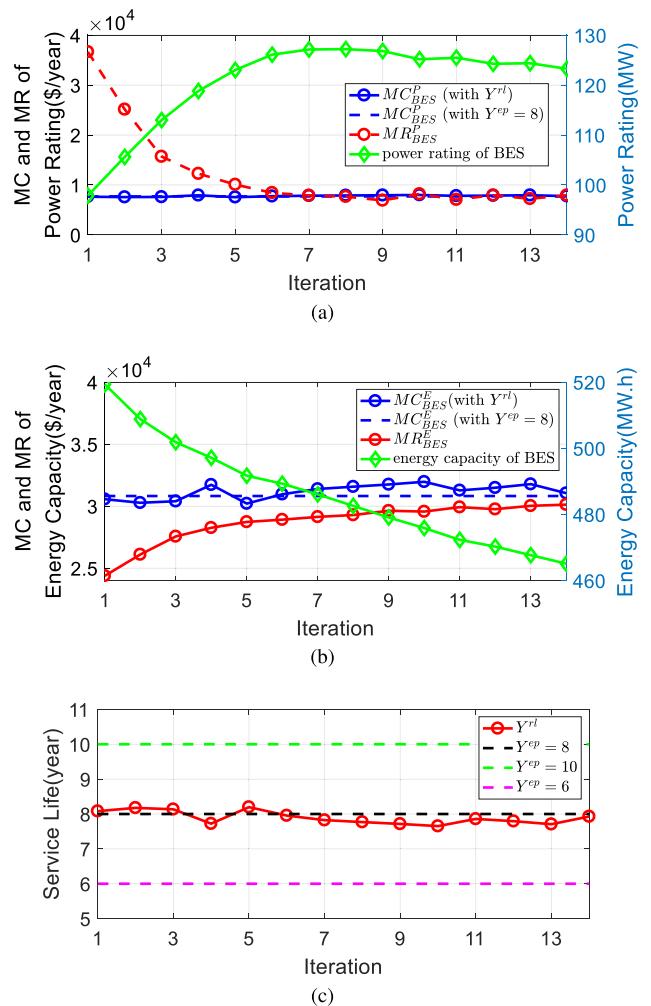 ×10⁴
4
3
2
1
0
130
120
110
100
90
MC and MR of
Power Rating($/year)
Power Rating(MW)
MC^P_BES (with Y^rl)
MC^P_BES (with Y^ep = 8)
MR^P_BES
power rating of BES
1 3 5 7 9 11 13
Iteration
(a)
×10⁴
4
3.5
3
2.5
520
500
480
460
MC and MR of
Energy Capacity($/year)
Energy Capacity(MW.h)
MC^E_BES(with Y^rl)
MC^E_BES (with Y^ep = 8)
MR^E_BES
energy capacity of BES
1 3 5 7 9 11 13
Iteration
(b)
11
10
9
8
7
6
5
Service Life(year)
Y^rl
Y^ep = 8
Y^ep = 10
Y^ep = 6
1 3 5 7 9 11 13
Iteration
(c)